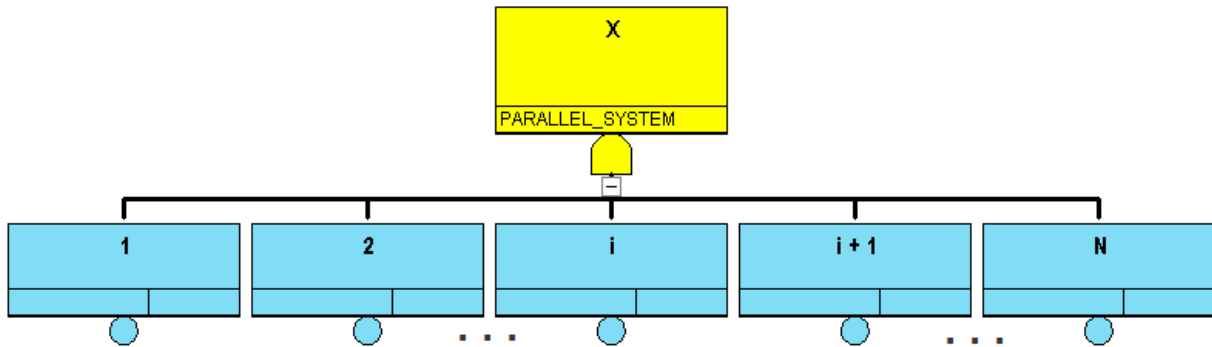 X
PARALLEL_SYSTEM
1
2
i
i + 1
N
. . .
. . .